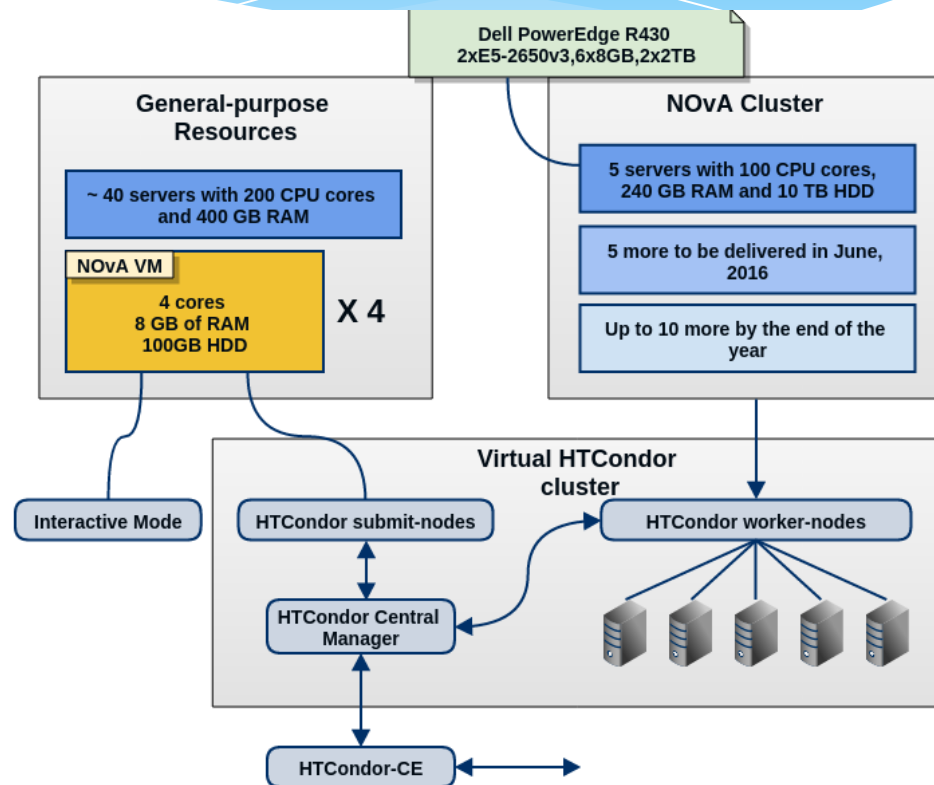 Dell PowerEdge R430
2xE5-2650v3,6x8GB,2x2TB
General-purpose
Resources
~ 40 servers with 200 CPU cores
and 400 GB RAM
NOvA VM
4 cores
8 GB of RAM
100GB HDD
X 4
NOvA Cluster
5 servers with 100 CPU cores,
240 GB RAM and 10 TB HDD
5 more to be delivered in June,
2016
Up to 10 more by the end of the
year
Interactive Mode
Virtual HTCondor
cluster
HTCondor submit-nodes
HTCondor worker-nodes
HTCondor Central
Manager
HTCondor-CE